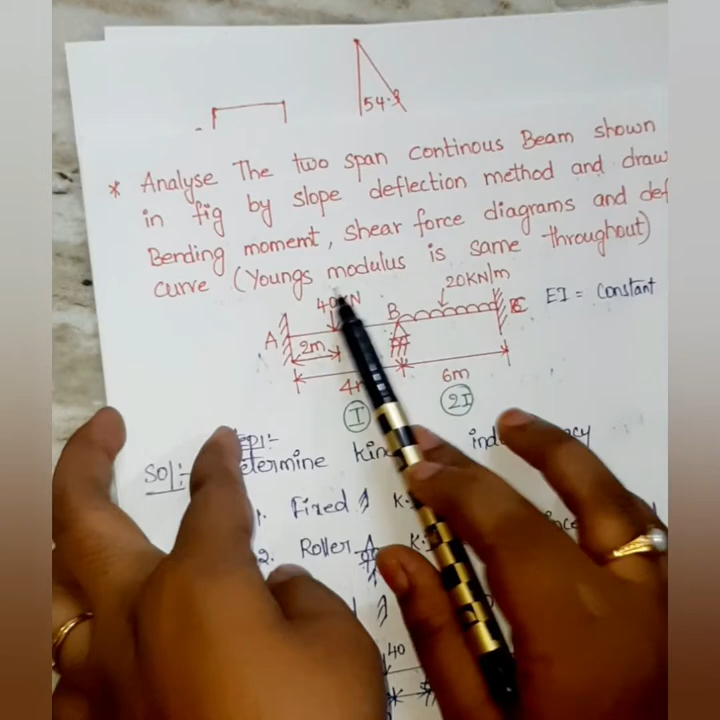 54.3
* Analyse The two span continous Beam shown
in fig by slope deflection method and draw
Bending moment, shear force diagrams and def
curve (Youngs modulus is same throughout)
20KN/m
B
EI = constant
A
2m
6m
I
2I
Sol:-
kin
1. Fixed
2. Roller
40